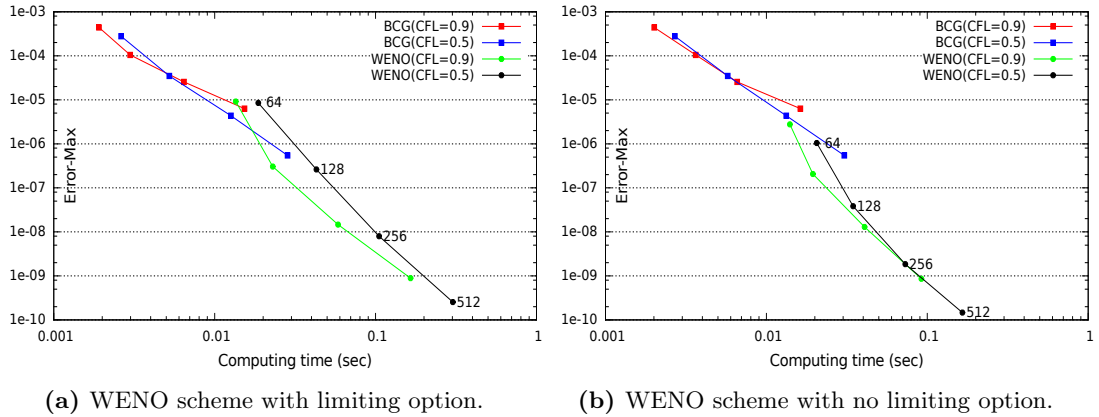 1e-03
1e-04
1e-05
1e-06
1e-07
1e-08
1e-09
1e-10
Error-Max
BCG(CFL=0.9)
BCG(CFL=0.5)
WENO(CFL=0.9)
WENO(CFL=0.5)
64
128
256
512
0.001
0.01
0.1
1
Computing time (sec)
(a) WENO scheme with limiting option.
1e-03
1e-04
1e-05
1e-06
1e-07
1e-08
1e-09
1e-10
Error-Max
BCG(CFL=0.9)
BCG(CFL=0.5)
WENO(CFL=0.9)
WENO(CFL=0.5)
64
128
256
512
0.001
0.01
0.1
1
Computing time (sec)
(b) WENO scheme with no limiting option.